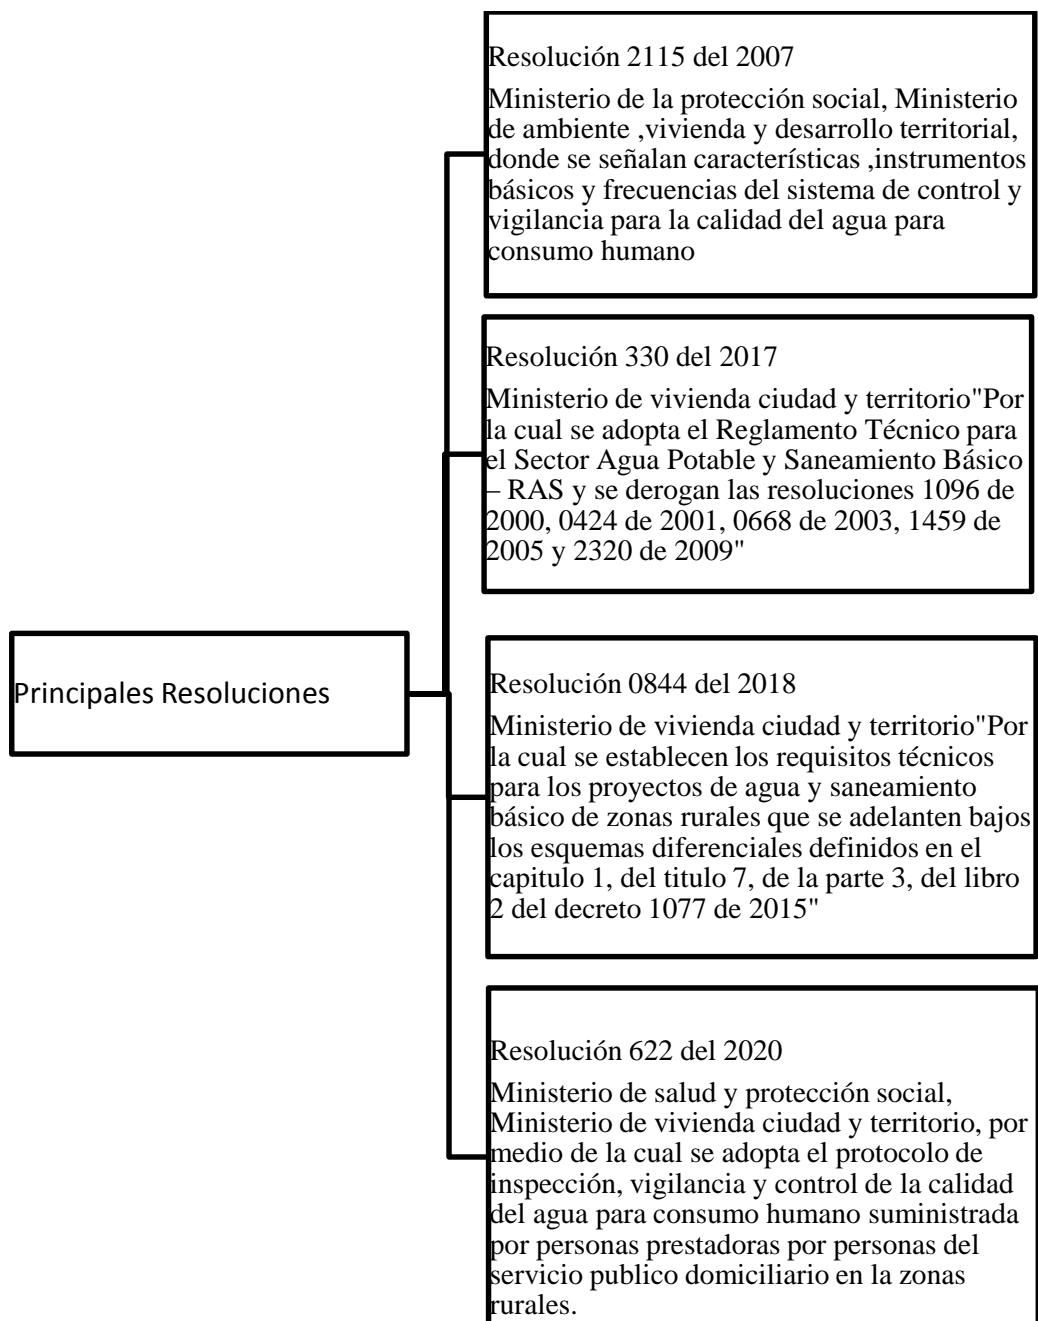 Principales Resoluciones
Resolución 2115 del 2007
Ministerio de la protección social, Ministerio
de ambiente ,vivienda y desarrollo territorial,
donde se señalan características ,instrumentos
básicos y frecuencias del sistema de control y
vigilancia para la calidad del agua para
consumo humano
Resolución 330 del 2017
Ministerio de vivienda ciudad y territorio"Por
la cual se adopta el Reglamento Técnico para
el Sector Agua Potable y Saneamiento Básico
– RAS y se derogan las resoluciones 1096 de
2000, 0424 de 2001, 0668 de 2003, 1459 de
2005 y 2320 de 2009"
Resolución 0844 del 2018
Ministerio de vivienda ciudad y territorio"Por
la cual se establecen los requisitos técnicos
para los proyectos de agua y saneamiento
básico de zonas rurales que se adelanten bajos
los esquemas diferenciales definidos en el
capitulo 1, del titulo 7, de la parte 3, del libro
2 del decreto 1077 de 2015"
Resolución 622 del 2020
Ministerio de salud y protección social,
Ministerio de vivienda ciudad y territorio, por
medio de la cual se adopta el protocolo de
inspección, vigilancia y control de la calidad
del agua para consumo humano suministrada
por personas prestadoras por personas del
servicio publico domiciliario en la zonas
rurales.